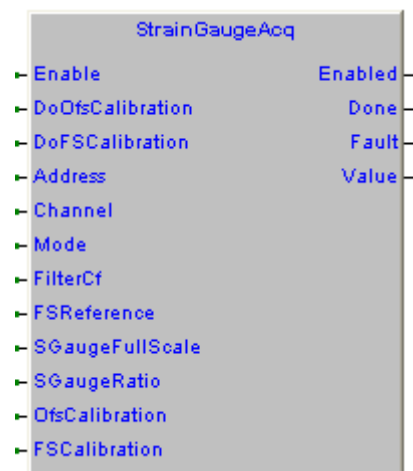 StrainGaugeAcq
Enable Enabled
DoOfsCalibration Done
DoFSCalibration Fault
Address Value
Channel
Mode
FilterCf
FSReference
SGaugeFullScale
SGaugeRatio
OfsCalibration
FSCalibration